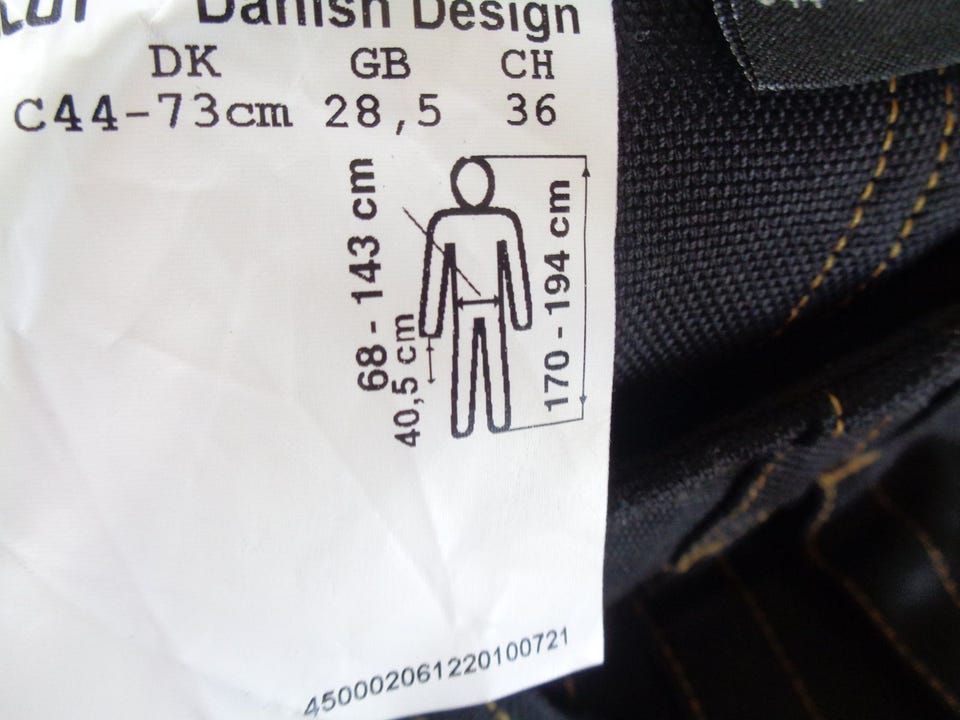 Danish Design
DK GB CH
C44-73cm 28,5 36
68 - 143 cm
40,5 cm
170 - 194 cm
450002061220100721